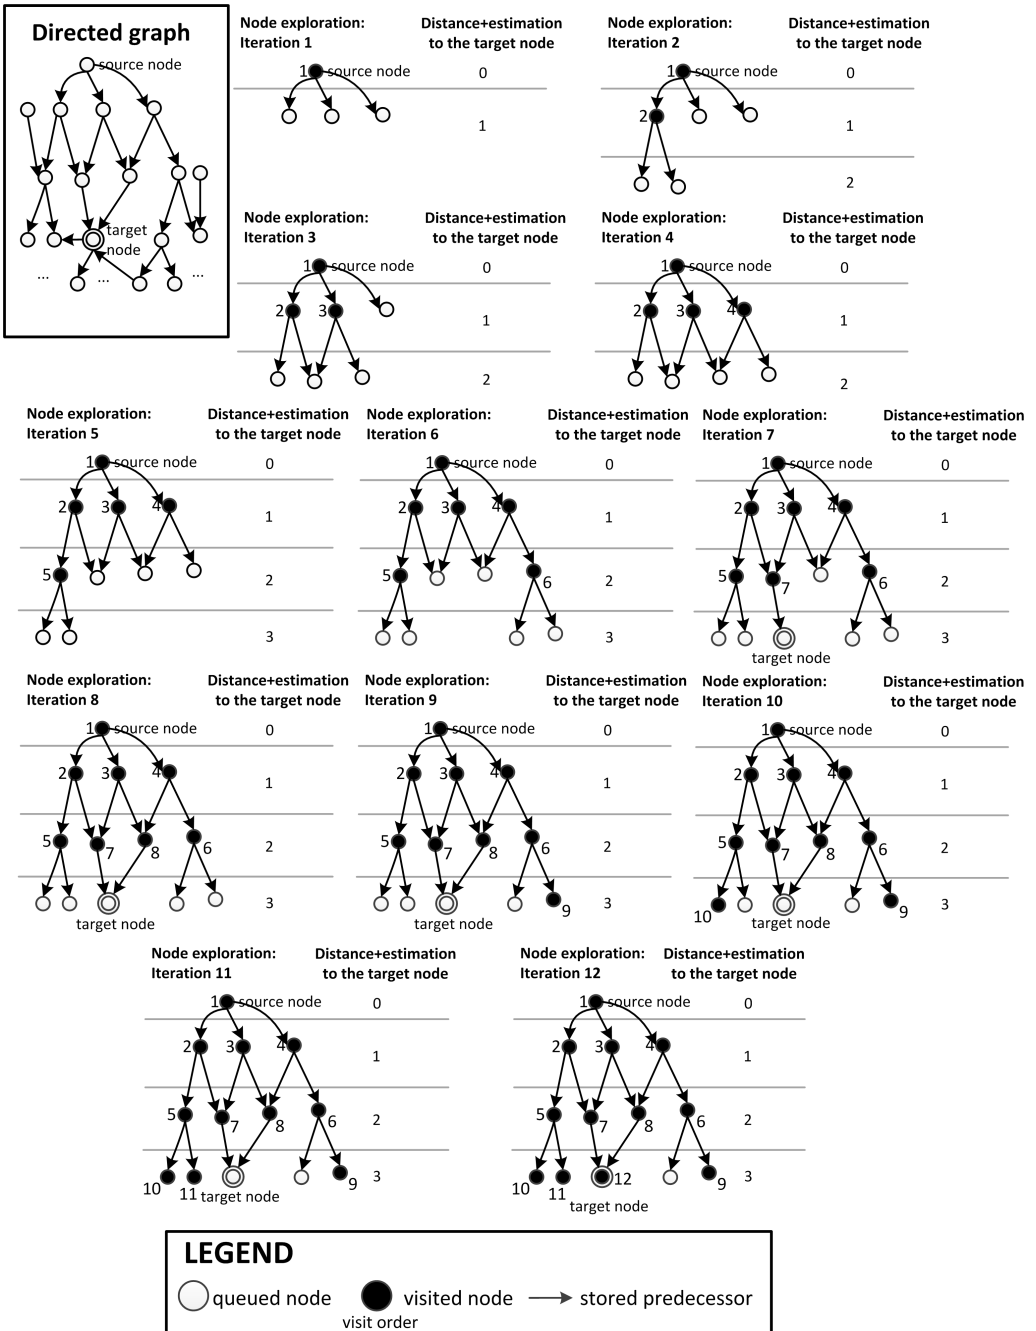 Directed graph
source node
target
node
...
...
...
Node exploration:
Iteration 1
Distance+estimation
to the target node
1
source node
0
1
Node exploration:
Iteration 2
Distance+estimation
to the target node
1
source node
0
2
1
2
Node exploration:
Iteration 3
Distance+estimation
to the target node
1
source node
0
2
3
1
2
Node exploration:
Iteration 4
Distance+estimation
to the target node
1
source node
0
2
3
4
1
2
Node exploration:
Iteration 5
Distance+estimation
to the target node
1
source node
0
2
3
4
1
5
2
3
Node exploration:
Iteration 6
Distance+estimation
to the target node
1
source node
0
2
3
4
1
5
6
2
3
Node exploration:
Iteration 7
Distance+estimation
to the target node
1
source node
0
2
3
4
1
5
7
6
2
3
target node
Node exploration:
Iteration 8
Distance+estimation
to the target node
1
source node
0
2
3
4
1
5
7
8
6
2
3
target node
Node exploration:
Iteration 9
Distance+estimation
to the target node
1
source node
0
2
3
4
1
5
7
8
6
2
9
3
target node
Node exploration:
Iteration 10
Distance+estimation
to the target node
1
source node
0
2
3
4
1
5
7
8
6
2
10
9
3
target node
Node exploration:
Iteration 11
Distance+estimation
to the target node
1
source node
0
2
3
4
1
5
7
8
6
2
10
11
9
3
target node
Node exploration:
Iteration 12
Distance+estimation
to the target node
1
source node
0
2
3
4
1
5
7
8
6
2
10
11
12
9
3
target node
LEGEND
queued node
visited node
stored predecessor
visit order